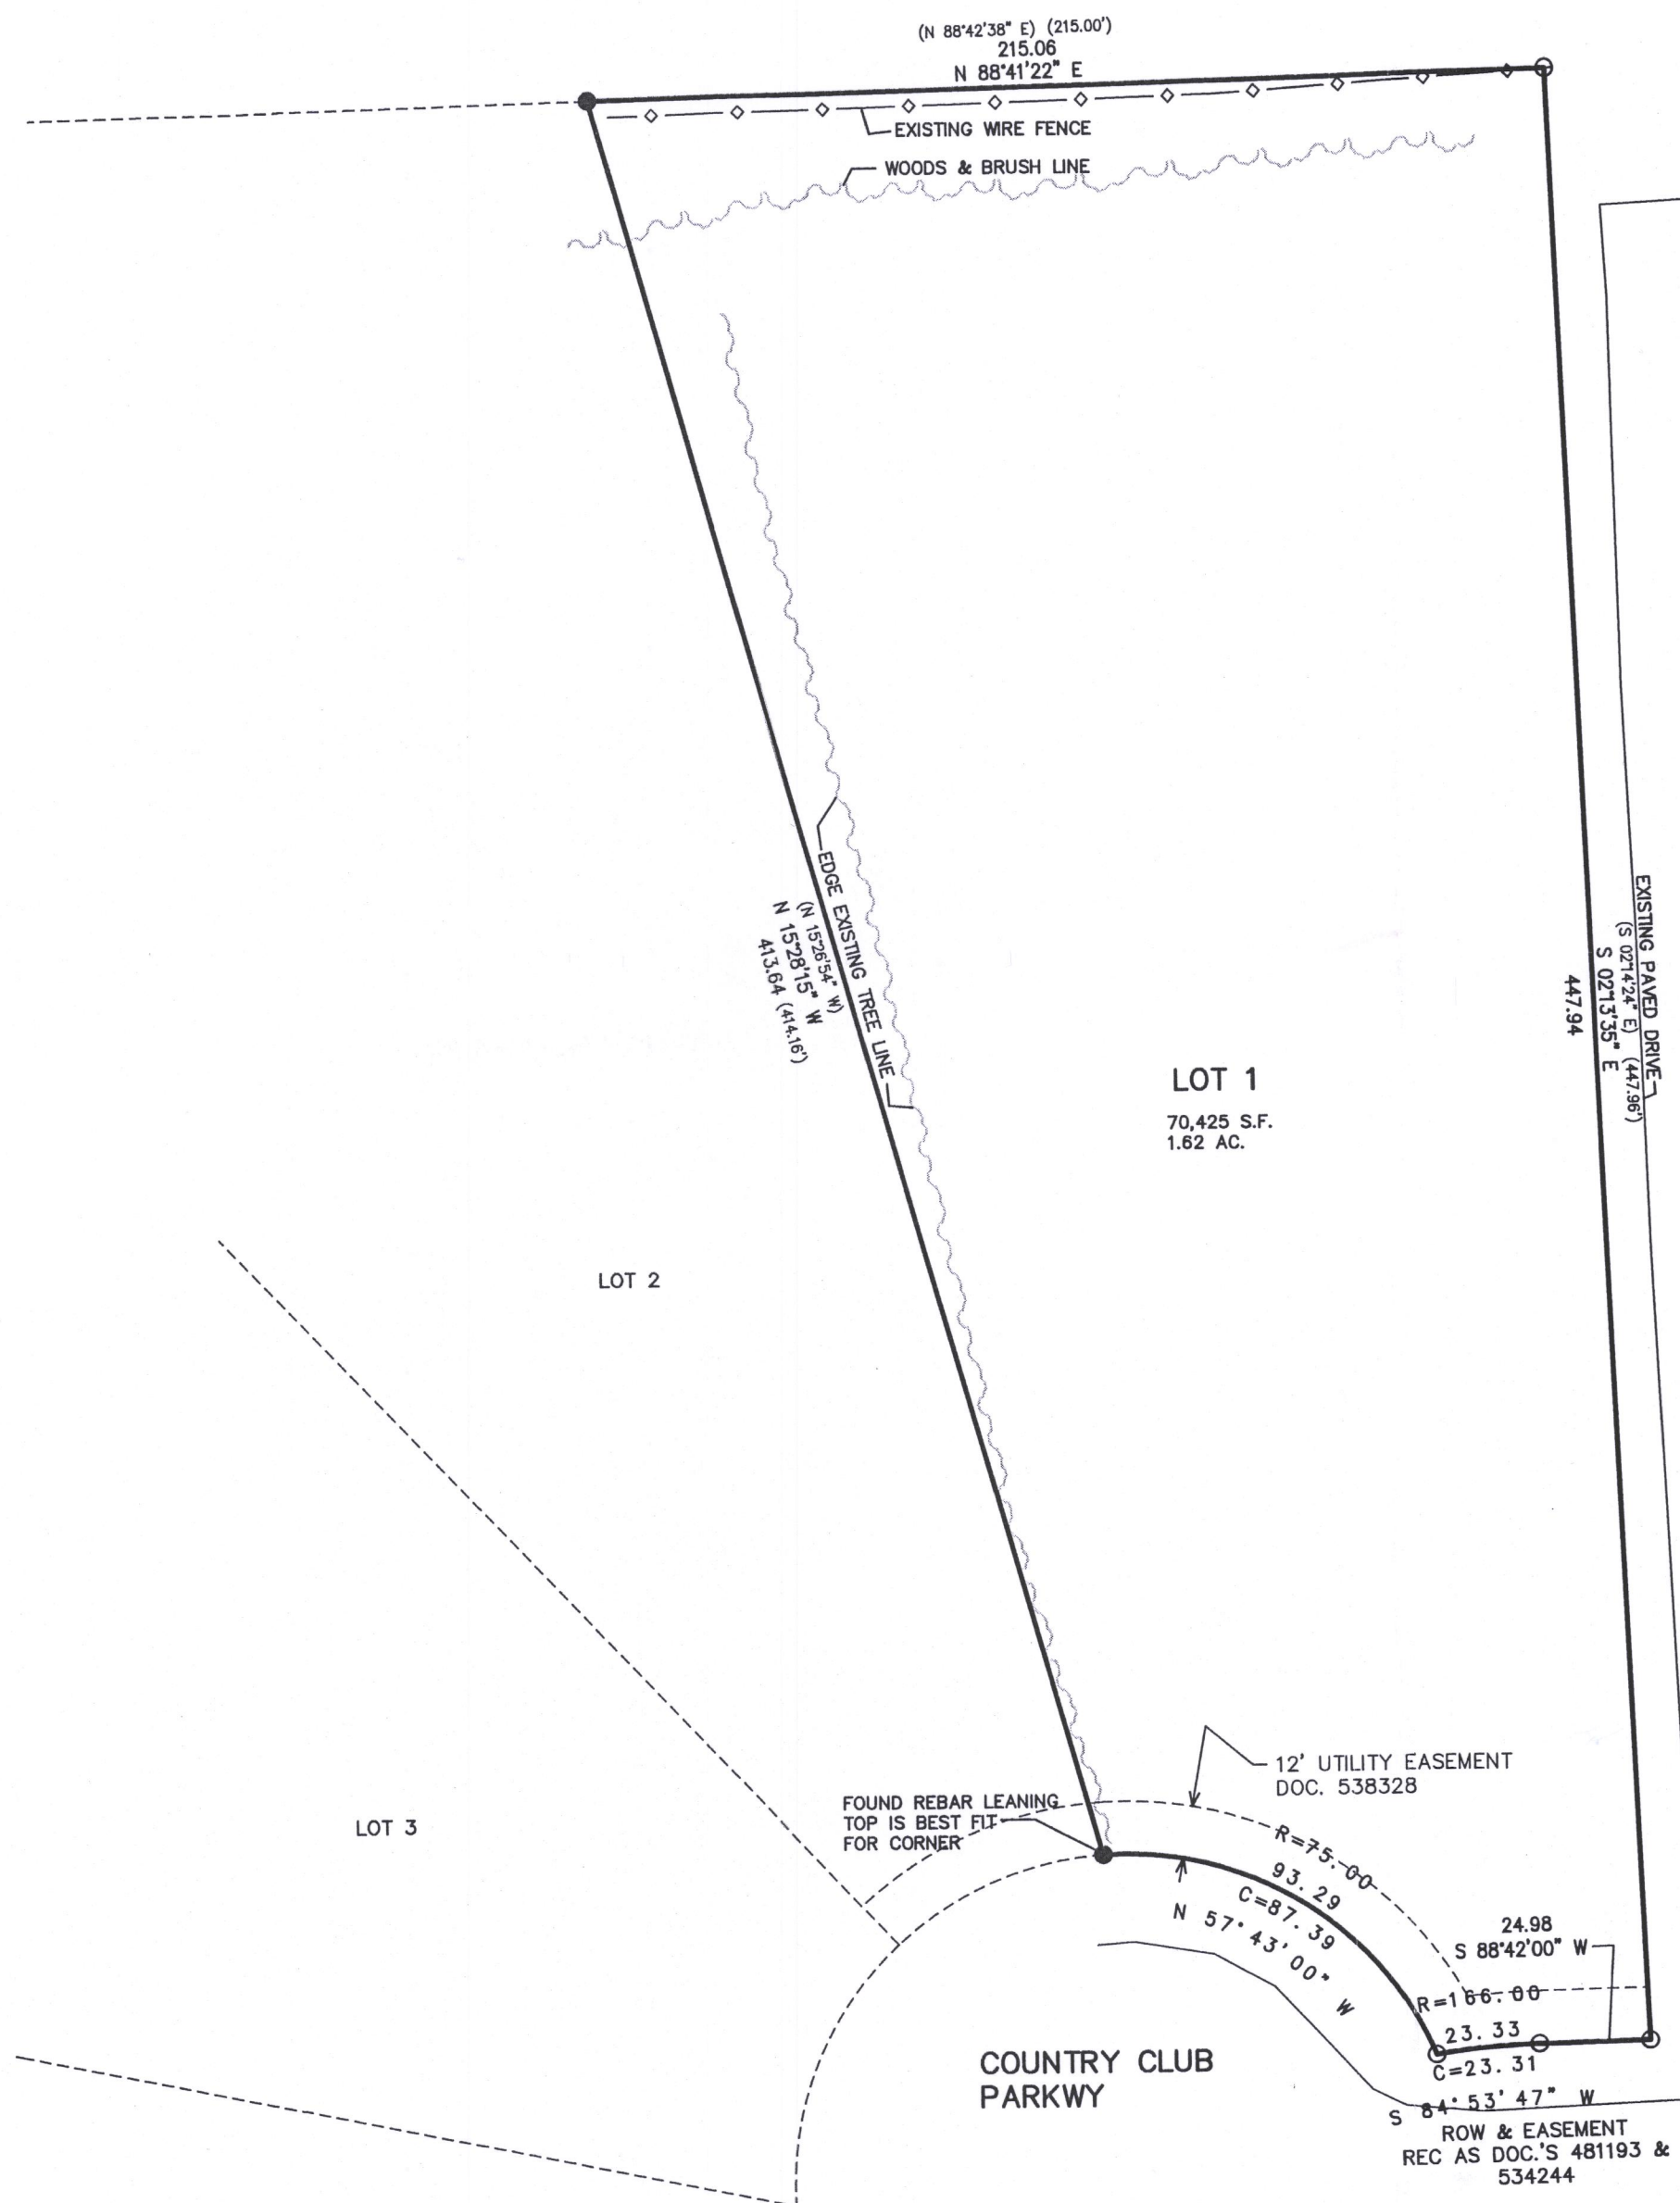 (N 88°42'38" E) (215.00')
215.06
N 88°41'22" E
EXISTING WIRE FENCE
WOODS & BRUSH LINE
EDGE EXISTING TREE LINE
(N 15°26'54" W)
N 15°28'15" W
413.64 (414.16')
EXISTING PAVED DRIVE
(S 02°14'24" E) (447.96')
S 02°13'35" E
447.94
LOT 1
70,425 S.F.
1.62 AC.
LOT 2
LOT 3
12' UTILITY EASEMENT
DOC. 538328
FOUND REBAR LEANING
TOP IS BEST FIT
FOR CORNER
R=75.00
93.29
C=87.39
N 57°43'00" W
24.98
S 88°42'00" W
R=166.00
23.33
C=23.31
S 84°53'47" W
COUNTRY CLUB
PARKWY
ROW & EASEMENT
REC AS DOC.'S 481193 &
534244